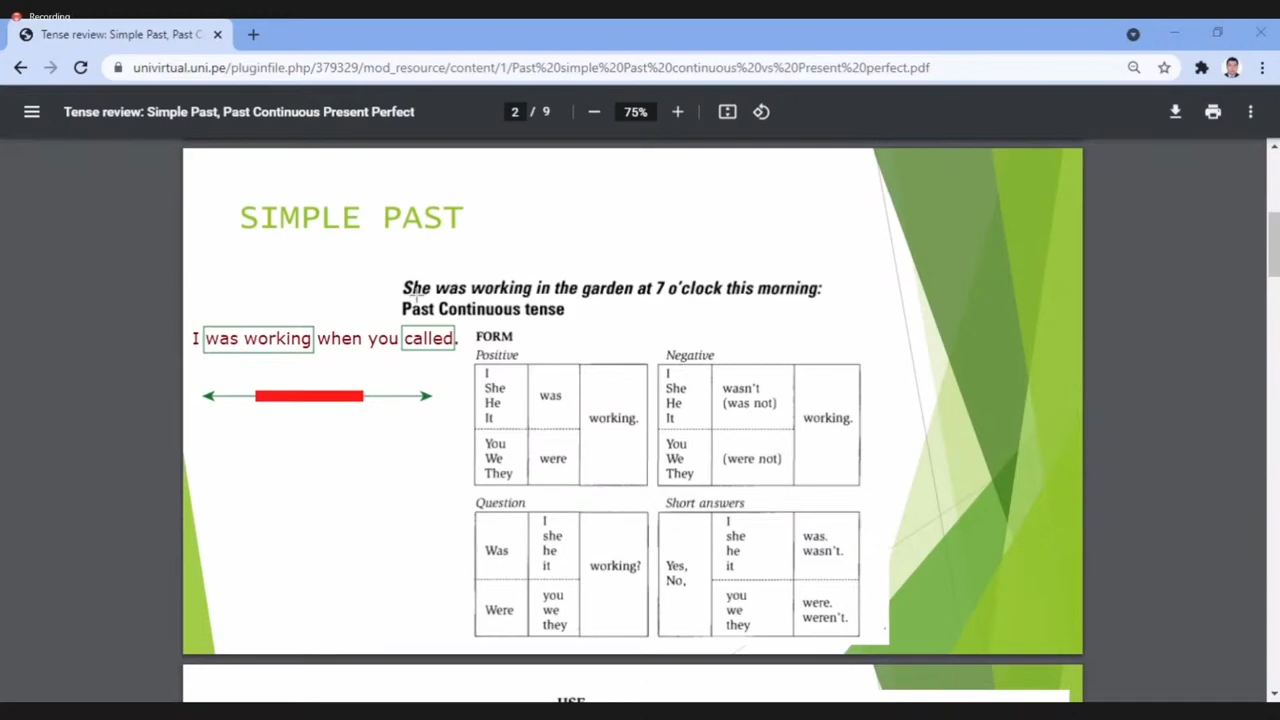 Recording
Tense review: Simple Past, Past C
univirtual.uni.pe/pluginfile.php/379329/mod_resource/content/1/Past%20simple%20Past%20continuous%20vs%20Present%20perfect.pdf
Tense review: Simple Past, Past Continuous Present Perfect
2 / 9
75%
SIMPLE PAST
She was working in the garden at 7 o'clock this morning:
Past Continuous tense
I was working when you called.
FORM
Positive
I
She
He
It
was
You
We
They
were
working.
Negative
I
She
He
It
wasn't
(was not)
You
We
They
(were not)
working.
Question
Was
I
she
he
it
Were
you
we
they
working?
Short answers
Yes,
No,
I
she
he
it
was.
wasn't.
you
we
they
were.
weren't.
USE